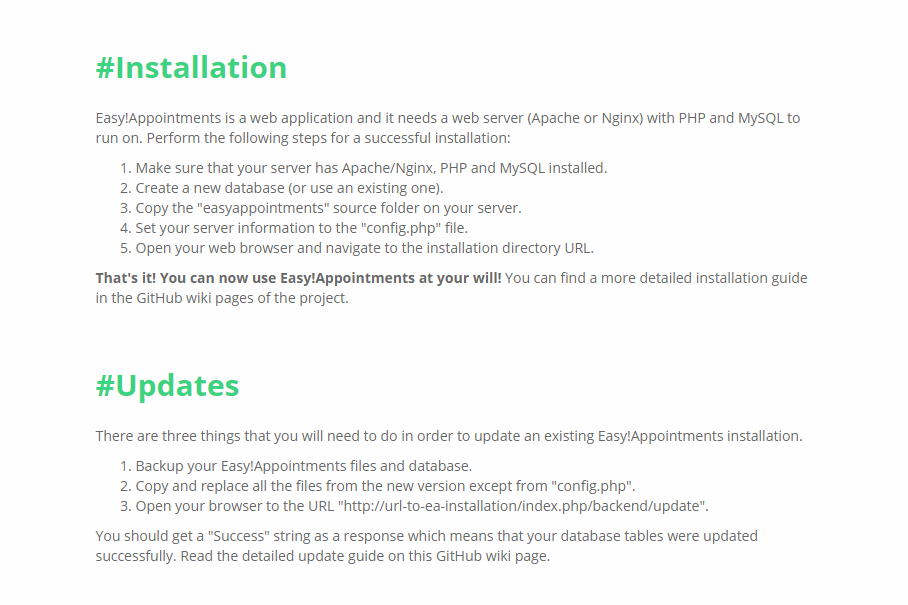 #Installation
Easy!Appointments is a web application and it needs a web server (Apache or Nginx) with PHP and MySQL to
run on. Perform the following steps for a successful installation:
1. Make sure that your server has Apache/Nginx, PHP and MySQL installed.
2. Create a new database (or use an existing one).
3. Copy the "easyappointments" source folder on your server.
4. Set your server information to the "config.php" file.
5. Open your web browser and navigate to the installation directory URL.
That's it! You can now use Easy!Appointments at your will! You can find a more detailed installation guide
in the GitHub wiki pages of the project.
#Updates
There are three things that you will need to do in order to update an existing Easy!Appointments installation.
1. Backup your Easy!Appointments files and database.
2. Copy and replace all the files from the new version except from "config.php".
3. Open your browser to the URL "http://url-to-ea-installation/index.php/backend/update".
You should get a "Success" string as a response which means that your database tables were updated
successfully. Read the detailed update guide on this GitHub wiki page.